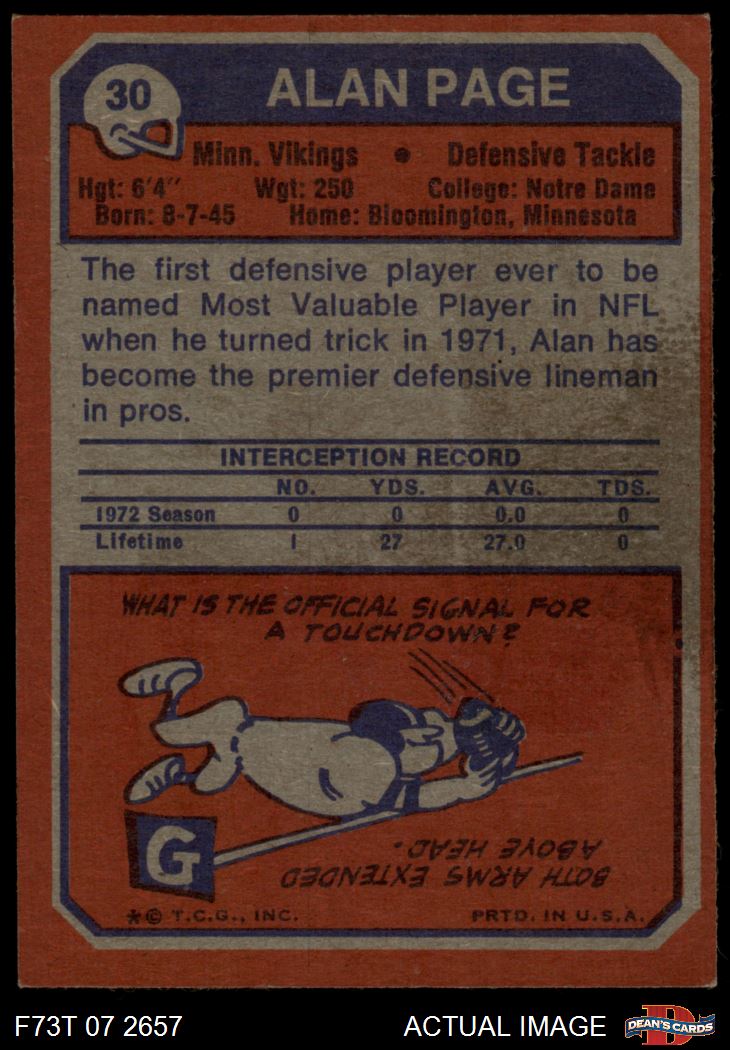 30
ALAN PAGE
Minn. Vikings • Defensive Tackle
Hgt: 6'4" Wgt: 250 College: Notre Dame
Born: 8-7-45 Home: Bloomington, Minnesota
The first defensive player ever to be
named Most Valuable Player in NFL
when he turned trick in 1971, Alan has
become the premier defensive lineman
in pros.
INTERCEPTION RECORD
NO. YDS. AVG. TDS.
1972 Season 0 0 0.0 0
Lifetime 1 27 27.0 0
WHAT IS THE OFFICIAL SIGNAL FOR
A TOUCHDOWN?
G
BOTH ARMS EXTENDED
ABOVE HEAD.
*© T.C.G., INC. PRTD. IN U.S.A.
F73T 07 2657 ACTUAL IMAGE D DEAN'S CARDS